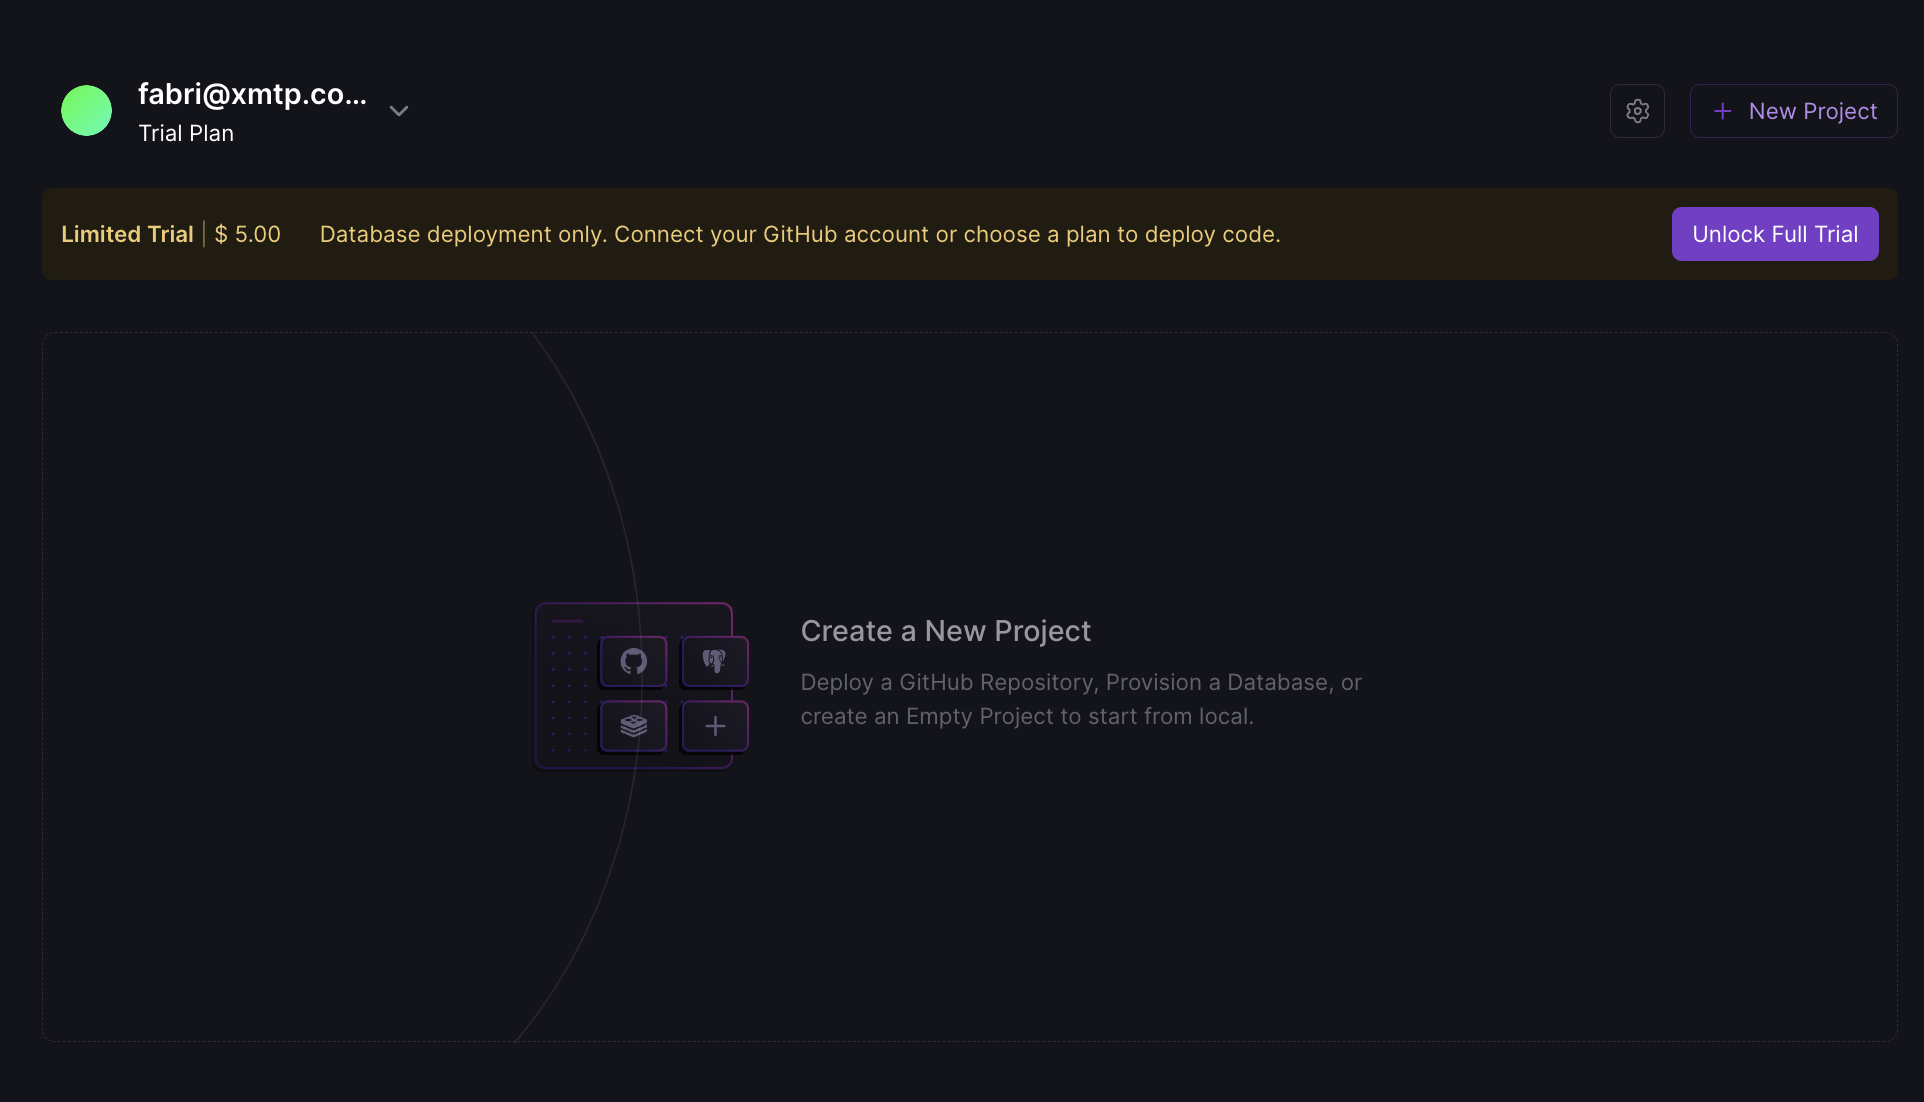 fabri@xmtp.co...
Trial Plan
New Project
Limited Trial | $ 5.00
Database deployment only. Connect your GitHub account or choose a plan to deploy code.
Unlock Full Trial
Create a New Project
Deploy a GitHub Repository, Provision a Database, or
create an Empty Project to start from local.